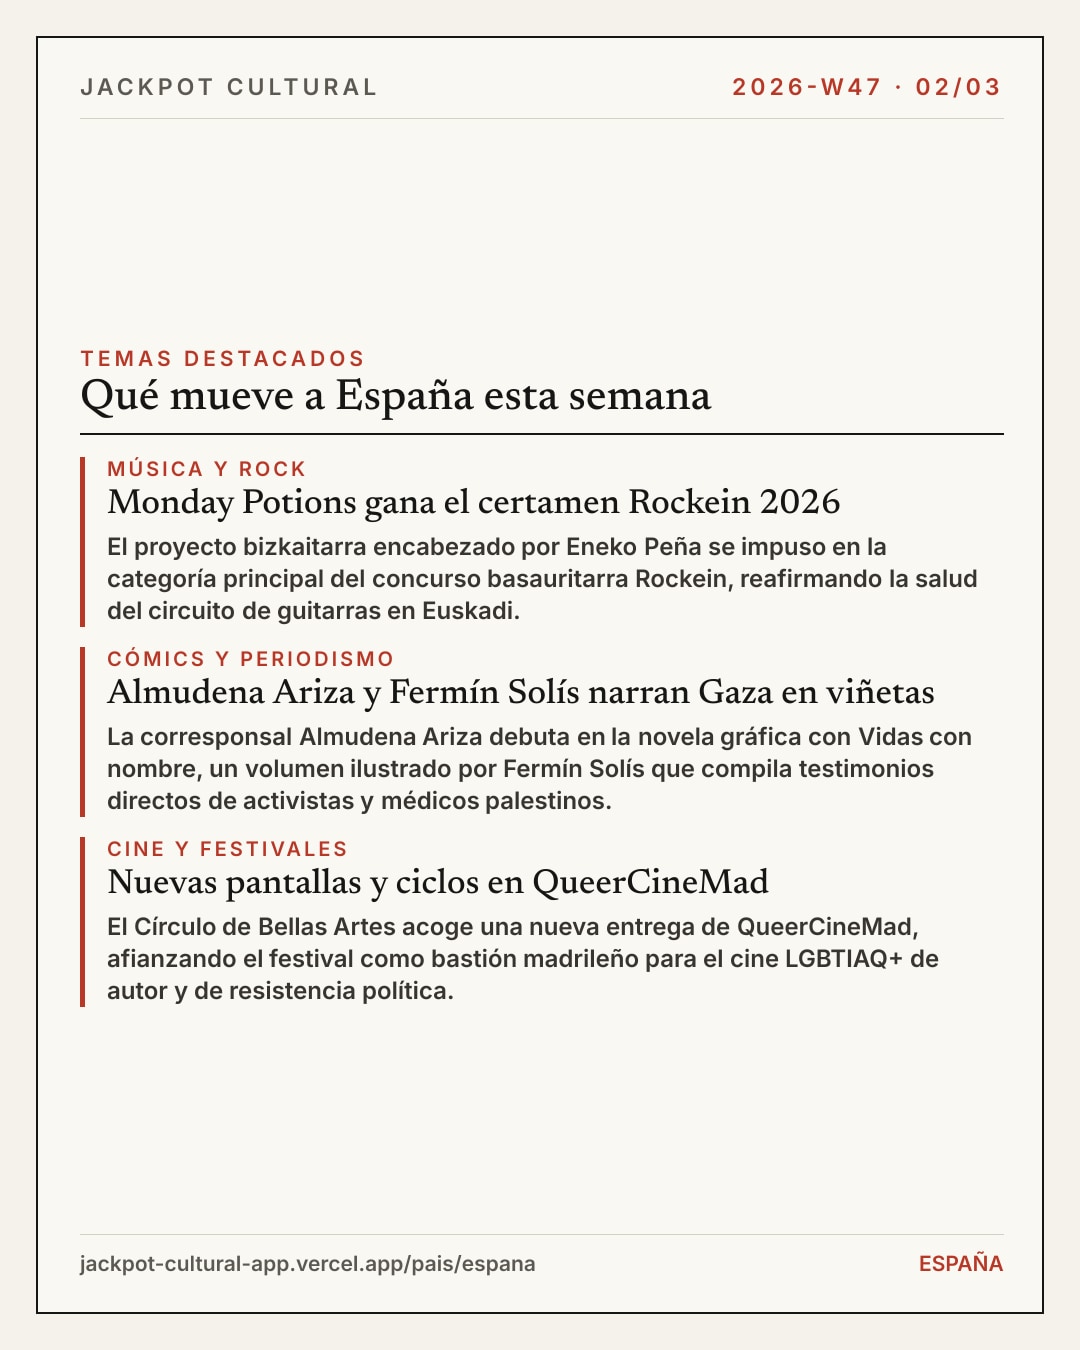 JACKPOT CULTURAL
2026-W47 · 02/03
TEMAS DESTACADOS
Qué mueve a España esta semana
MÚSICA Y ROCK
Monday Potions gana el certamen Rockein 2026
El proyecto bizkaitarra encabezado por Eneko Peña se impuso en la
categoría principal del concurso basauritarra Rockein, reafirmando la salud
del circuito de guitarras en Euskadi.
CÓMICS Y PERIODISMO
Almudena Ariza y Fermín Solís narran Gaza en viñetas
La corresponsal Almudena Ariza debuta en la novela gráfica con Vidas con
nombre, un volumen ilustrado por Fermín Solís que compila testimonios
directos de activistas y médicos palestinos.
CINE Y FESTIVALES
Nuevas pantallas y ciclos en QueerCineMad
El Círculo de Bellas Artes acoge una nueva entrega de QueerCineMad,
afianzando el festival como bastión madrileño para el cine LGBTIAQ+ de
autor y de resistencia política.
jackpot-cultural-app.vercel.app/pais/espana
ESPAÑA